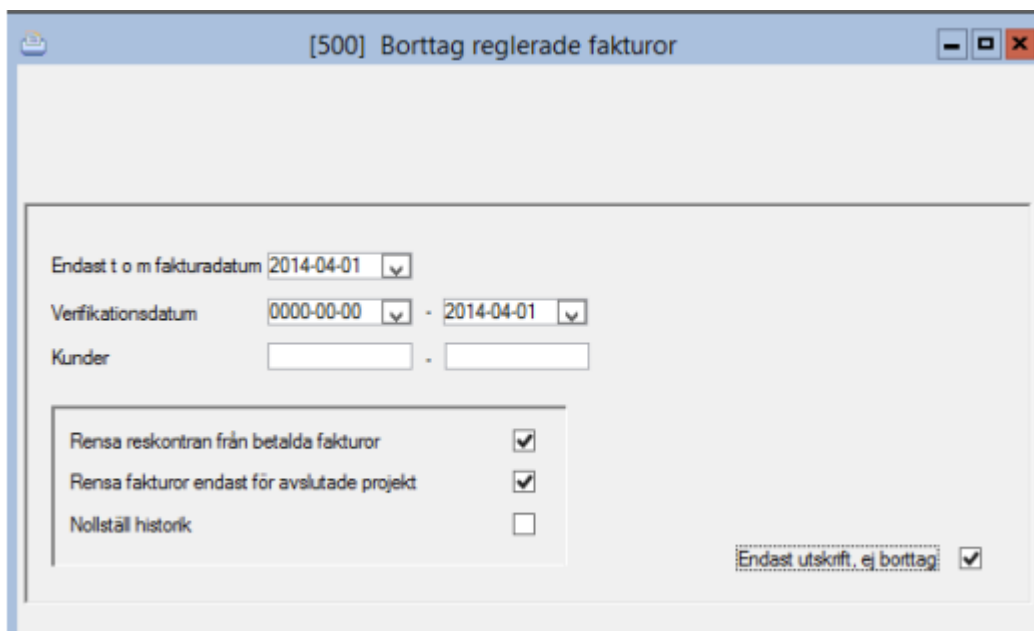 [500] Borttag reglerade fakturor
Endast t o m fakturadatum 2014-04-01
Verifikationsdatum 0000-00-00 - 2014-04-01
Kunder -
Rensa reskontran från betalda fakturor
Rensa fakturor endast för avslutade projekt
Nollställ historik
Endast utskrift, ej borttag